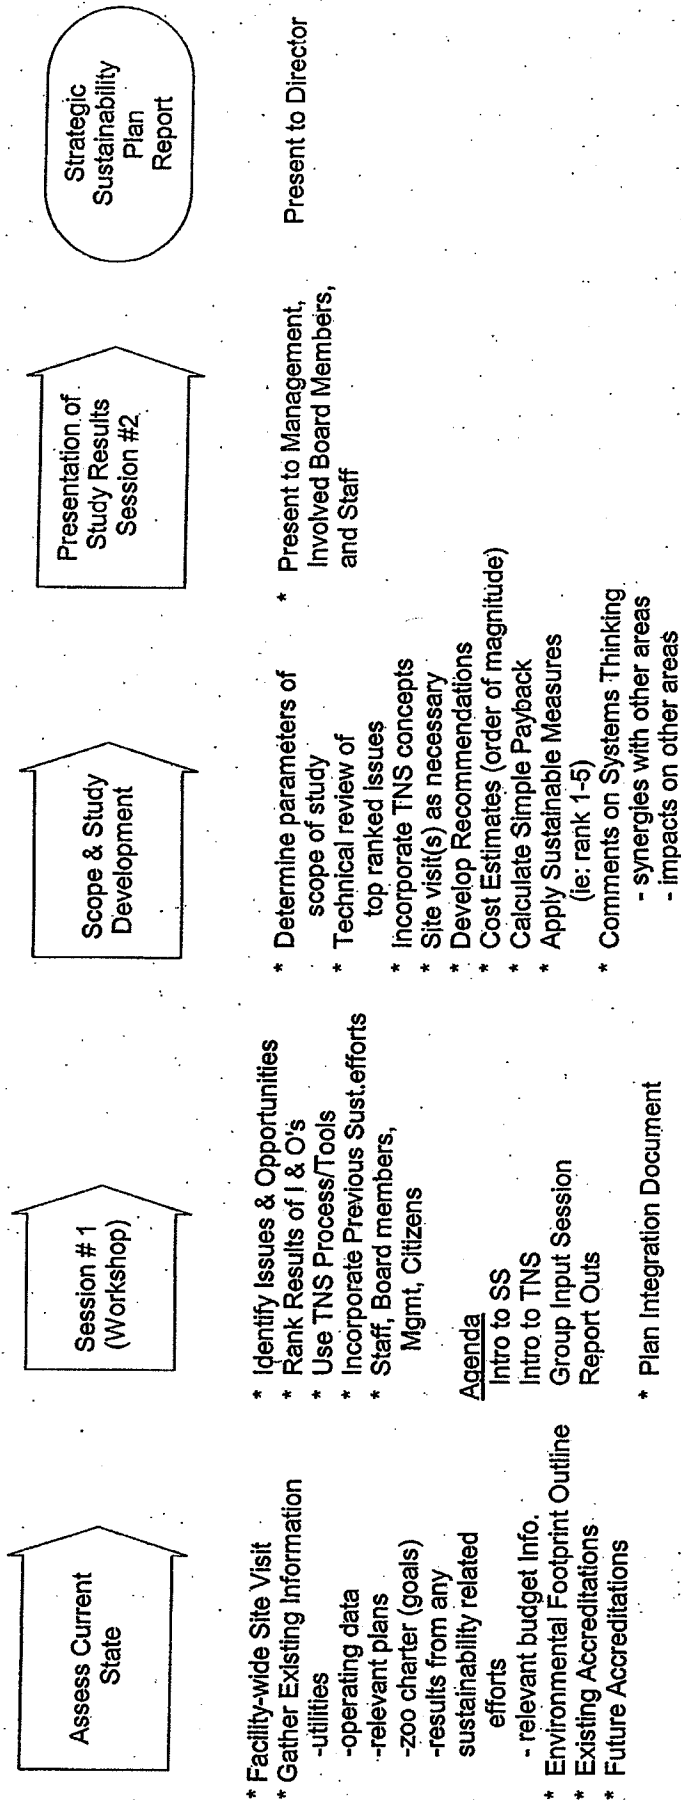 Assess Current
State
* Facility-wide Site Visit
* Gather Existing Information
-utilities
-operating data
-relevant plans
-zoo charter (goals)
-results from any
sustainability related
efforts
- relevant budget Info.
* Environmental Footprint Outline
* Existing Accreditations
* Future Accreditations
Session # 1
(Workshop)
* Identify Issues & Opportunities
* Rank Results of I & O's
* Use TNS Process/Tools
* Incorporate Previous Sust.efforts
* Staff, Board members,
Mgmt, Citizens
Agenda
Intro to SS
Intro to TNS
Group Input Session
Report Outs
* Plan Integration Document
Scope & Study
Development
* Determine parameters of
scope of study
* Technical review of
top ranked issues
* Incorporate TNS concepts
* Site visit(s) as necessary
* Develop Recommendations
* Cost Estimates (order of magnitude)
* Calculate Simple Payback
* Apply Sustainable Measures
(ie: rank 1-5)
* Comments on Systems Thinking
- synergies with other areas
- impacts on other areas
Presentation of
Study Results
Session #2
* Present to Management,
Involved Board Members,
and Staff
Strategic
Sustainability
Plan
Report
Present to Director